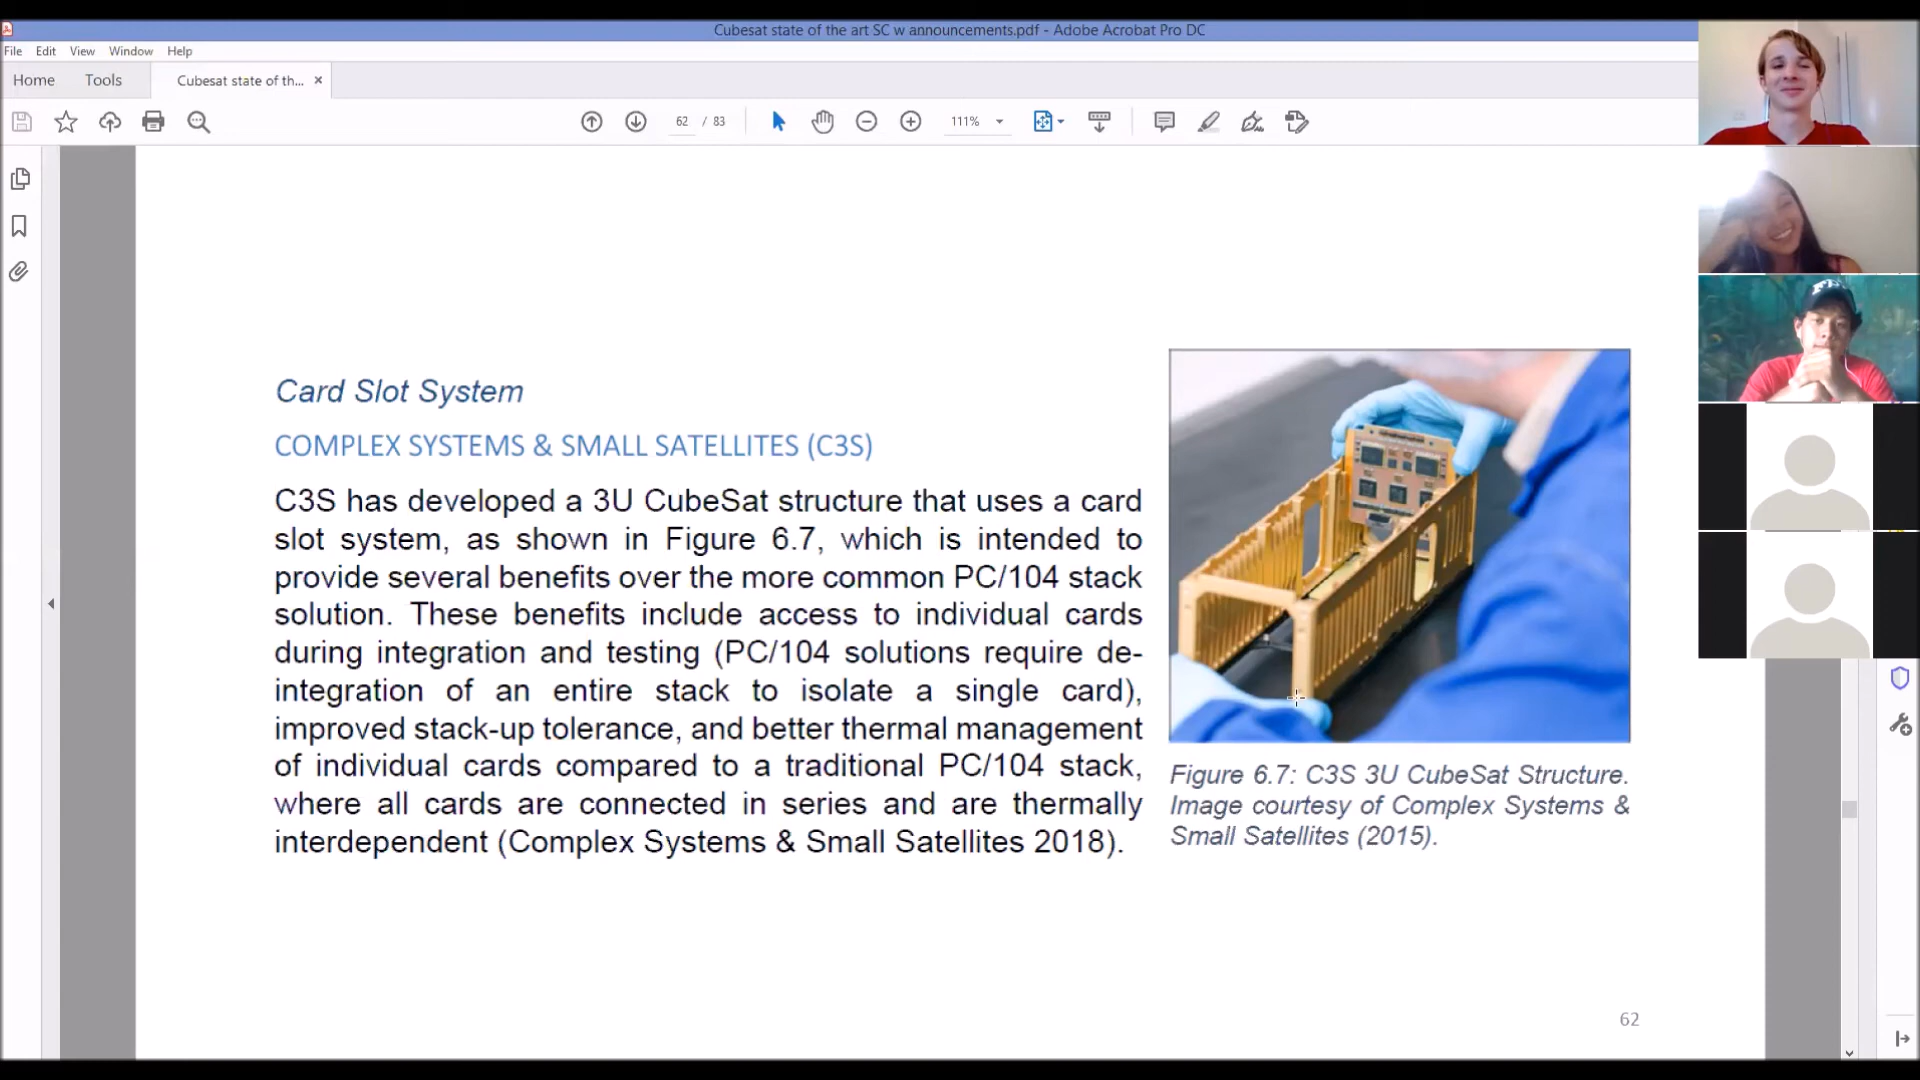 Cubesat state of the art SC w announcements.pdf - Adobe Acrobat Pro DC
File Edit View Window Help
Home Tools Cubesat state of th... ×
62 / 83 111%
Card Slot System
COMPLEX SYSTEMS & SMALL SATELLITES (C3S)
C3S has developed a 3U CubeSat structure that uses a card
slot system, as shown in Figure 6.7, which is intended to
provide several benefits over the more common PC/104 stack
solution. These benefits include access to individual cards
during integration and testing (PC/104 solutions require de-
integration of an entire stack to isolate a single card),
improved stack-up tolerance, and better thermal management
of individual cards compared to a traditional PC/104 stack,
where all cards are connected in series and are thermally
interdependent (Complex Systems & Small Satellites 2018).
Figure 6.7: C3S 3U CubeSat Structure.
Image courtesy of Complex Systems &
Small Satellites (2015).
62